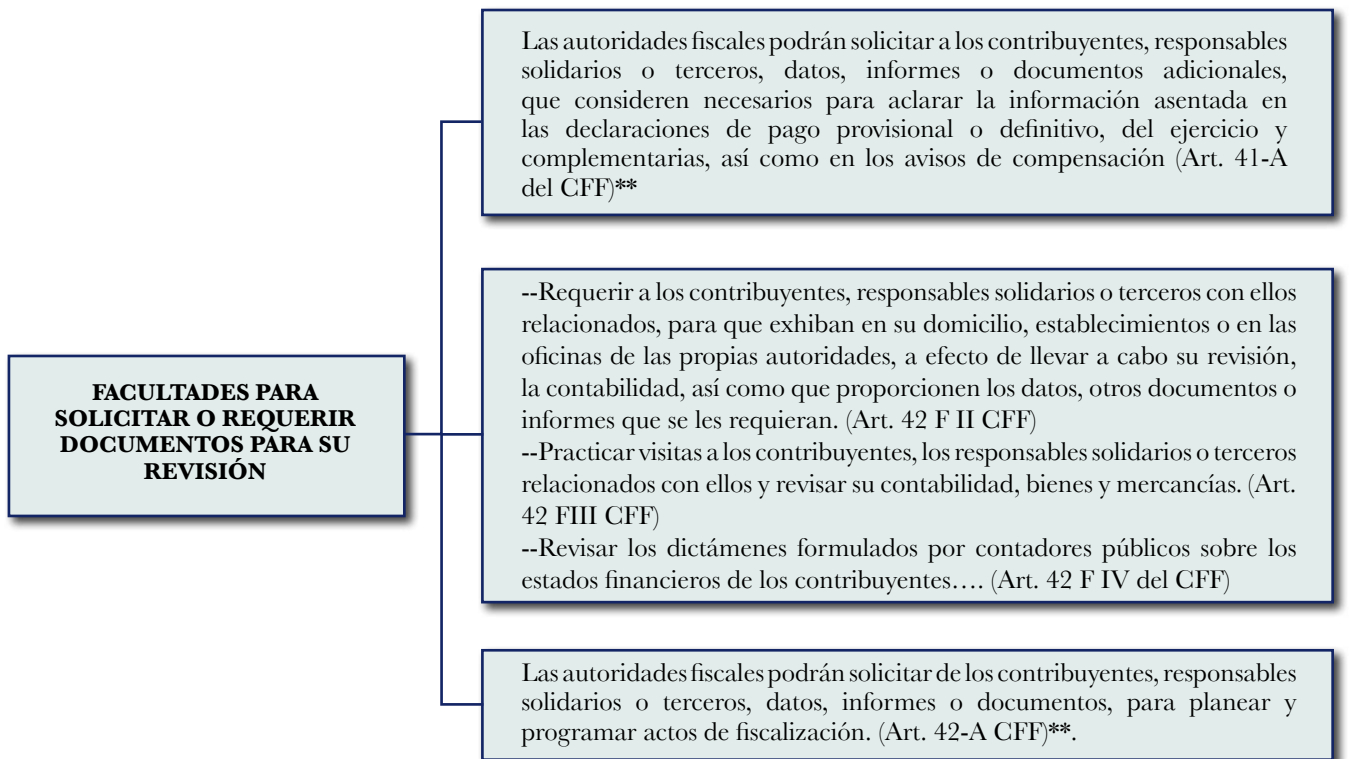 FACULTADES PARA
SOLICITAR O REQUERIR
DOCUMENTOS PARA SU
REVISIÓN
Las autoridades fiscales podrán solicitar a los contribuyentes, responsables
solidarios o terceros, datos, informes o documentos adicionales,
que consideren necesarios para aclarar la información asentada en
las declaraciones de pago provisional o definitivo, del ejercicio y
complementarias, así como en los avisos de compensación (Art. 41-A
del CFF)**
--Requerir a los contribuyentes, responsables solidarios o terceros con ellos
relacionados, para que exhiban en su domicilio, establecimientos o en las
oficinas de las propias autoridades, a efecto de llevar a cabo su revisión,
la contabilidad, así como que proporcionen los datos, otros documentos o
informes que se les requieran. (Art. 42 F II CFF)
--Practicar visitas a los contribuyentes, los responsables solidarios o terceros
relacionados con ellos y revisar su contabilidad, bienes y mercancías. (Art.
42 FIII CFF)
--Revisar los dictámenes formulados por contadores públicos sobre los
estados financieros de los contribuyentes…. (Art. 42 F IV del CFF)
Las autoridades fiscales podrán solicitar de los contribuyentes, responsables
solidarios o terceros, datos, informes o documentos, para planear y
programar actos de fiscalización. (Art. 42-A CFF)**.